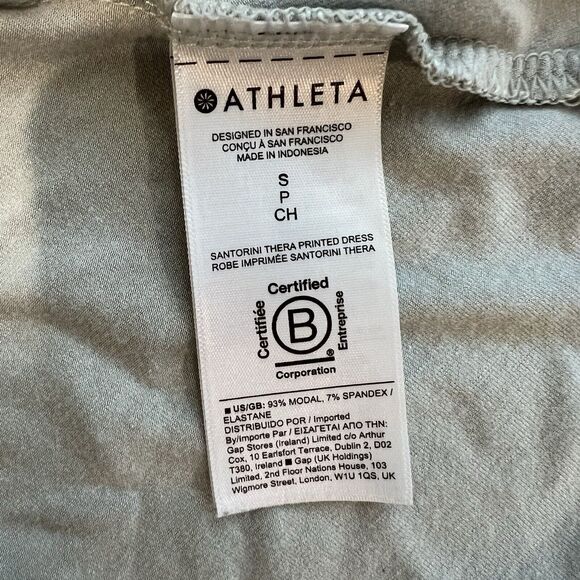 ATHLETA
DESIGNED IN SAN FRANCISCO
CONÇU À SAN FRANCISCO
MADE IN INDONESIA
S
P
CH
SANTORINI THERA PRINTED DRESS
ROBE IMPRIMÉE SANTORINI THERA
Certified
Certifiée
B
Entreprise
®
Corporation
■ US/GB: 93% MODAL, 7% SPANDEX /
ELASTANE
DISTRIBUIDO POR / Imported
By/importe Par / ΕΙΣΑΓΕΤΑΙ ΑΠΟ ΤΗΝ:
Gap Stores (Ireland) Limited c/o Arthur
Cox, 10 Earlsfort Terrace, Dublin 2, D02
T380, Ireland ■ Gap (UK Holdings)
Limited, 2nd Floor Nations House, 103
Wigmore Street, London, W1U 1QS, UK